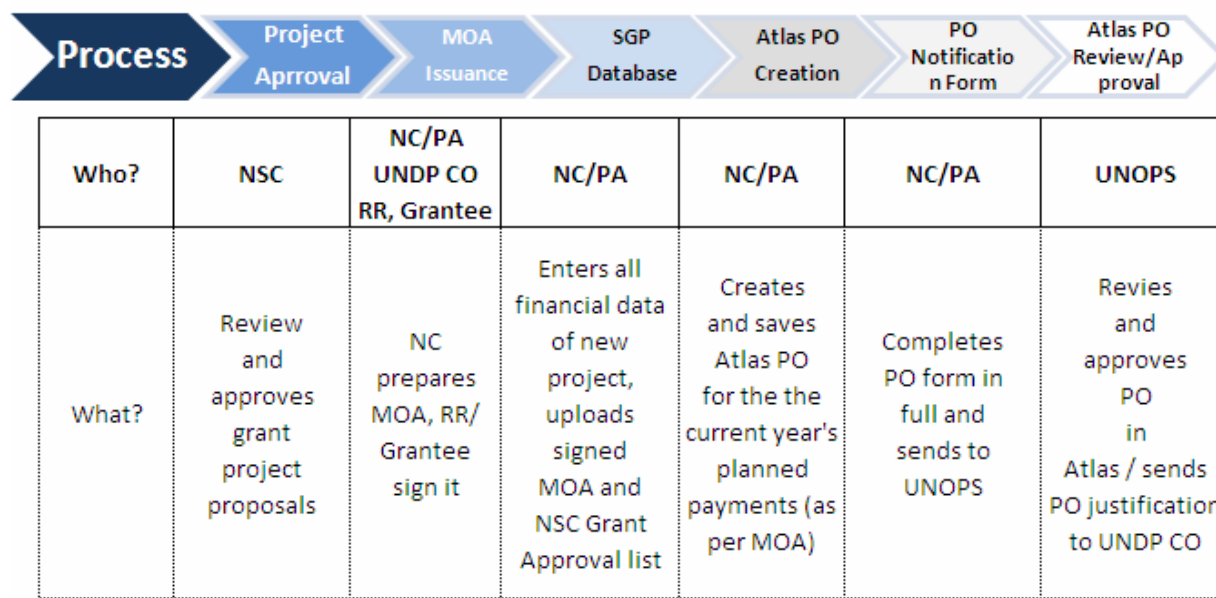 Process
Project
Aprroval
MOA
Issuance
SGP
Database
Atlas PO
Creation
PO
Notificatio
n Form
Atlas PO
Review/Ap
proval
Who?
NSC
NC/PA
UNDP CO
RR, Grantee
NC/PA
NC/PA
NC/PA
UNOPS
What?
Review
and
approves
grant
project
proposals
NC
prepares
MOA, RR/
Grantee
sign it
Enters all
financial data
of new
project,
uploads
signed
MOA and
NSC Grant
Approval list
Creates
and saves
Atlas PO
for the the
current year's
planned
payments (as
per MOA)
Completes
PO form in
full and
sends to
UNOPS
Revies
and
approves
PO
in
Atlas / sends
PO justification
to UNDP CO